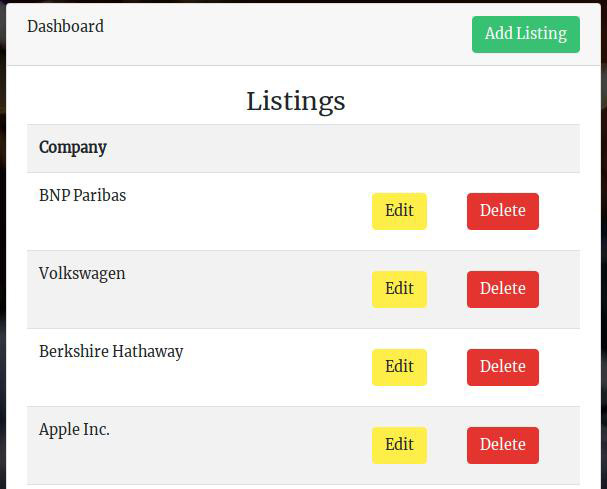 Dashboard Add Listing
Listings
Company
BNP Paribas Edit Delete
Volkswagen Edit Delete
Berkshire Hathaway Edit Delete
Apple Inc. Edit Delete